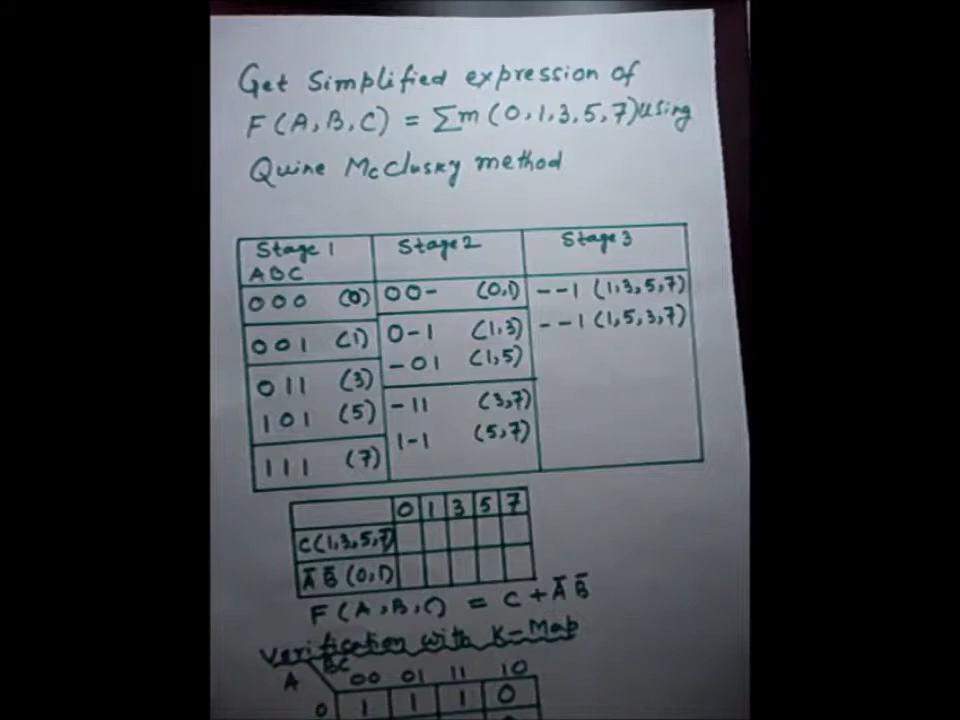 Get Simplified expression of
F(A,B,C) = Σm(0,1,3,5,7) using
Quine McClusky method
Stage 1 Stage 2 Stage 3
ABC
000 (0) 00- (0,1) --1 (1,3,5,7)
001 (1) 0-1 (1,3) --1 (1,5,3,7)
-01 (1,5)
011 (3) -11 (3,7)
101 (5) 1-1 (5,7)
111 (7)
0 1 3 5 7
C(1,3,5,7)
A̅ B̅ (0,1)
F(A,B,C) = C + A̅ B̅
Verification with K-Map
BC
A 00 01 11 10
0 1 1 1 0